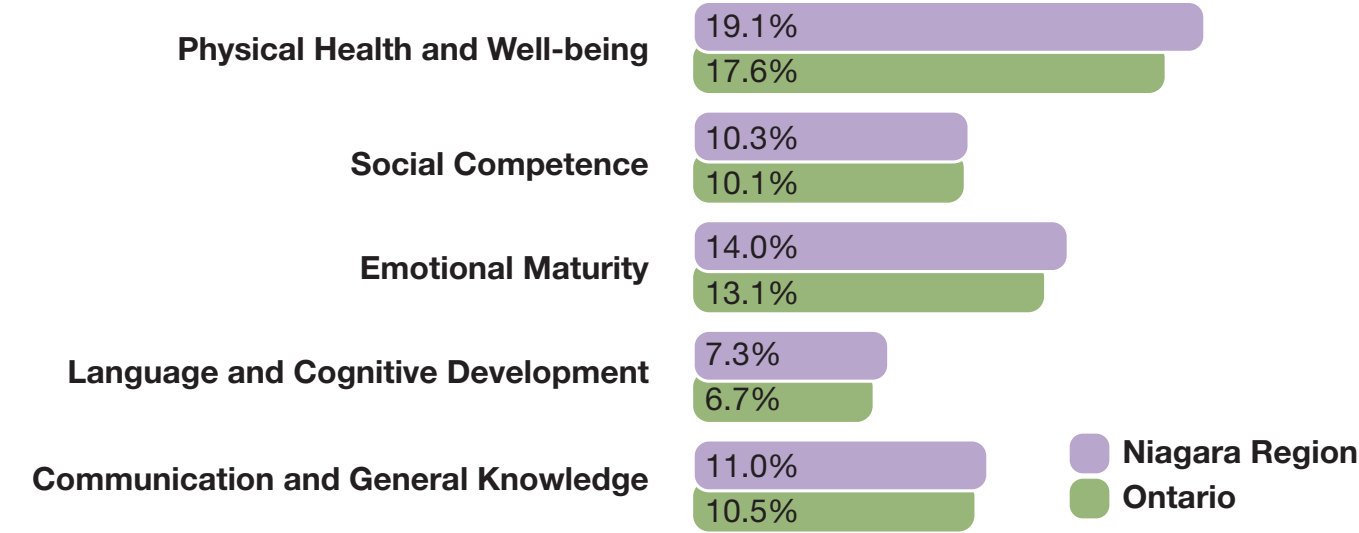 Physical Health and Well-being
19.1%
17.6%
Social Competence
10.3%
10.1%
Emotional Maturity
14.0%
13.1%
Language and Cognitive Development
7.3%
6.7%
Communication and General Knowledge
11.0%
10.5%
Niagara Region
Ontario